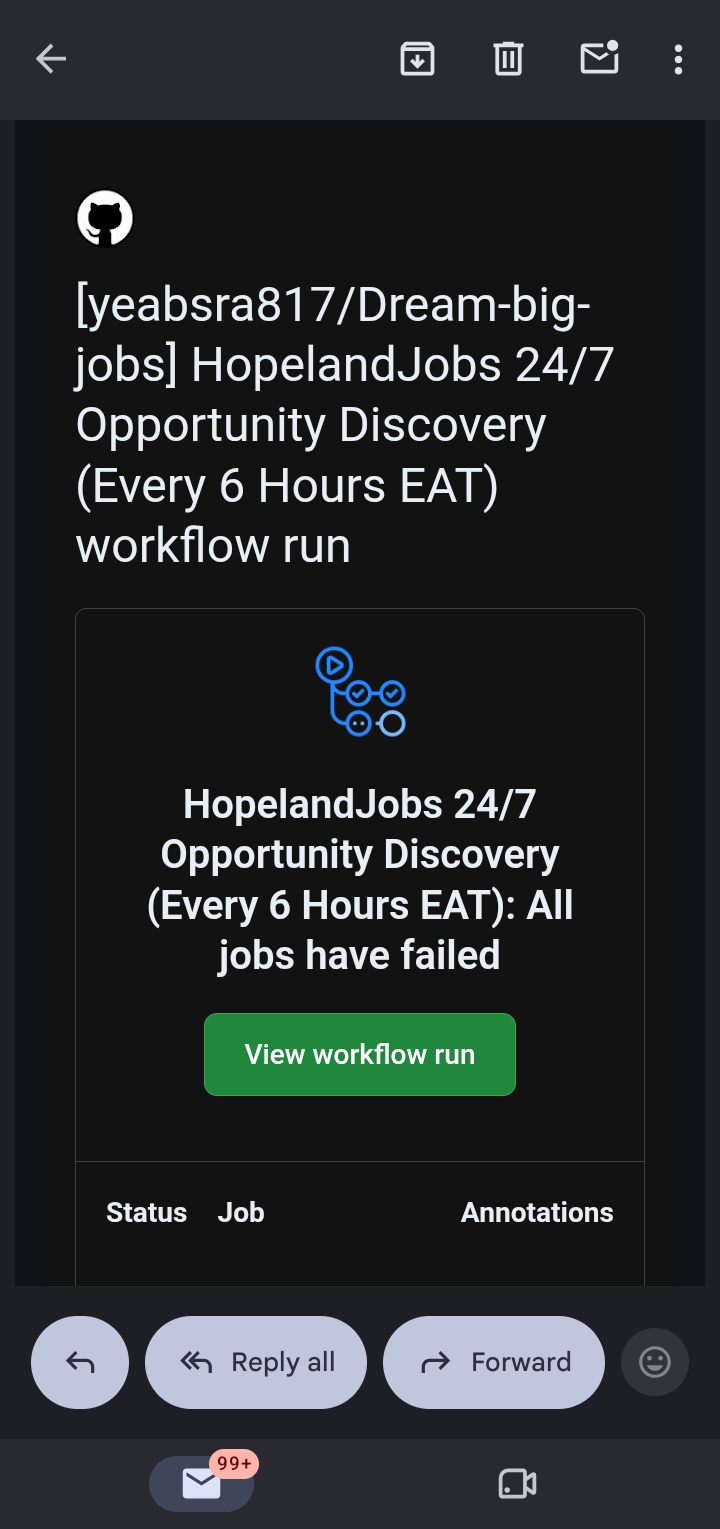 [yeabsra817/Dream-big-
jobs] HopelandJobs 24/7
Opportunity Discovery
(Every 6 Hours EAT)
workflow run
HopelandJobs 24/7
Opportunity Discovery
(Every 6 Hours EAT): All
jobs have failed
View workflow run
Status Job Annotations
Reply all Forward
99+